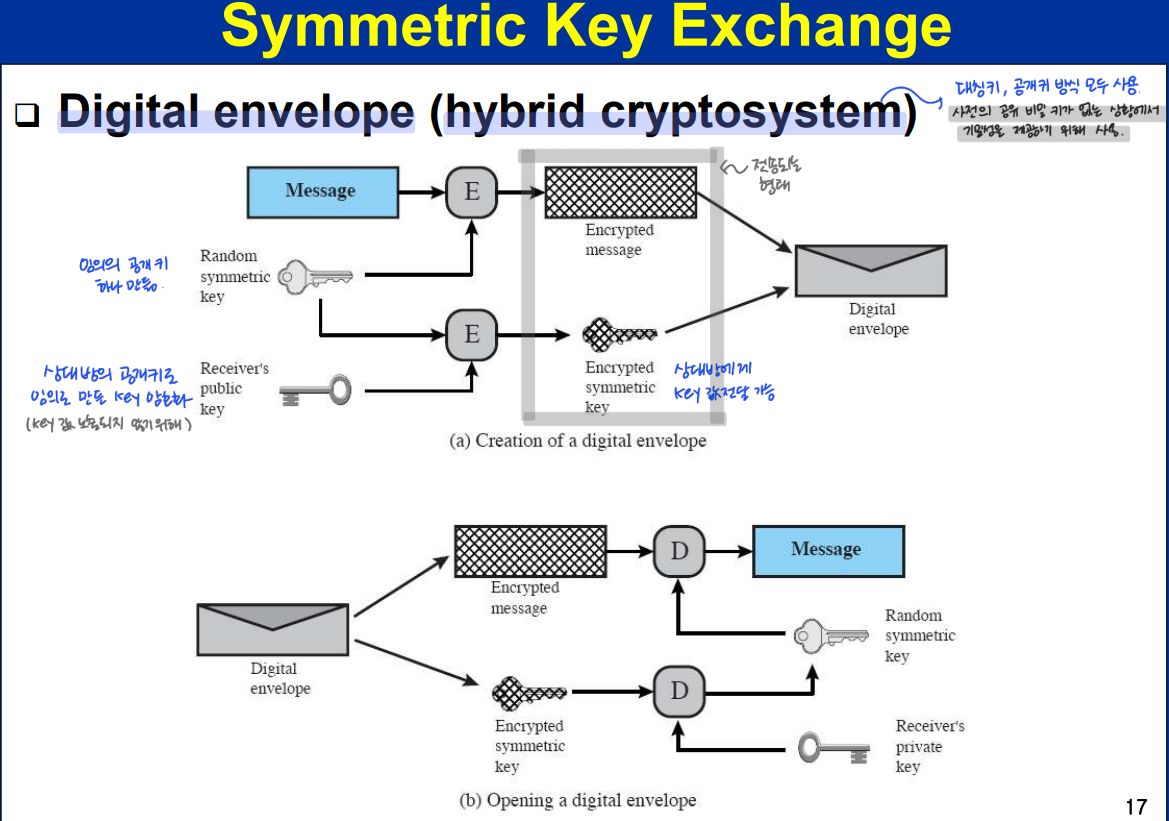 Symmetric Key Exchange
❑ Digital envelope (hybrid cryptosystem)
대칭키, 공개키 방식 모두 사용.
사전의 공유 비밀 키가 없는 상황에서
기밀성을 제공하기 위해 사용.
Message
E
Encrypted
message
전송되는
형태
임의의 공개키
하나 만듦.
Random
symmetric
key
Digital
envelope
상대방의 공개키로
임의로 만든 key 암호화
(key 값 노출되지 않기 위해)
Receiver's
public
key
E
Encrypted
symmetric
key
상대방에게
key 값 전달 가능
(a) Creation of a digital envelope
Digital
envelope
Encrypted
message
D
Message
Random
symmetric
key
Encrypted
symmetric
key
D
Receiver's
private
key
(b) Opening a digital envelope
17